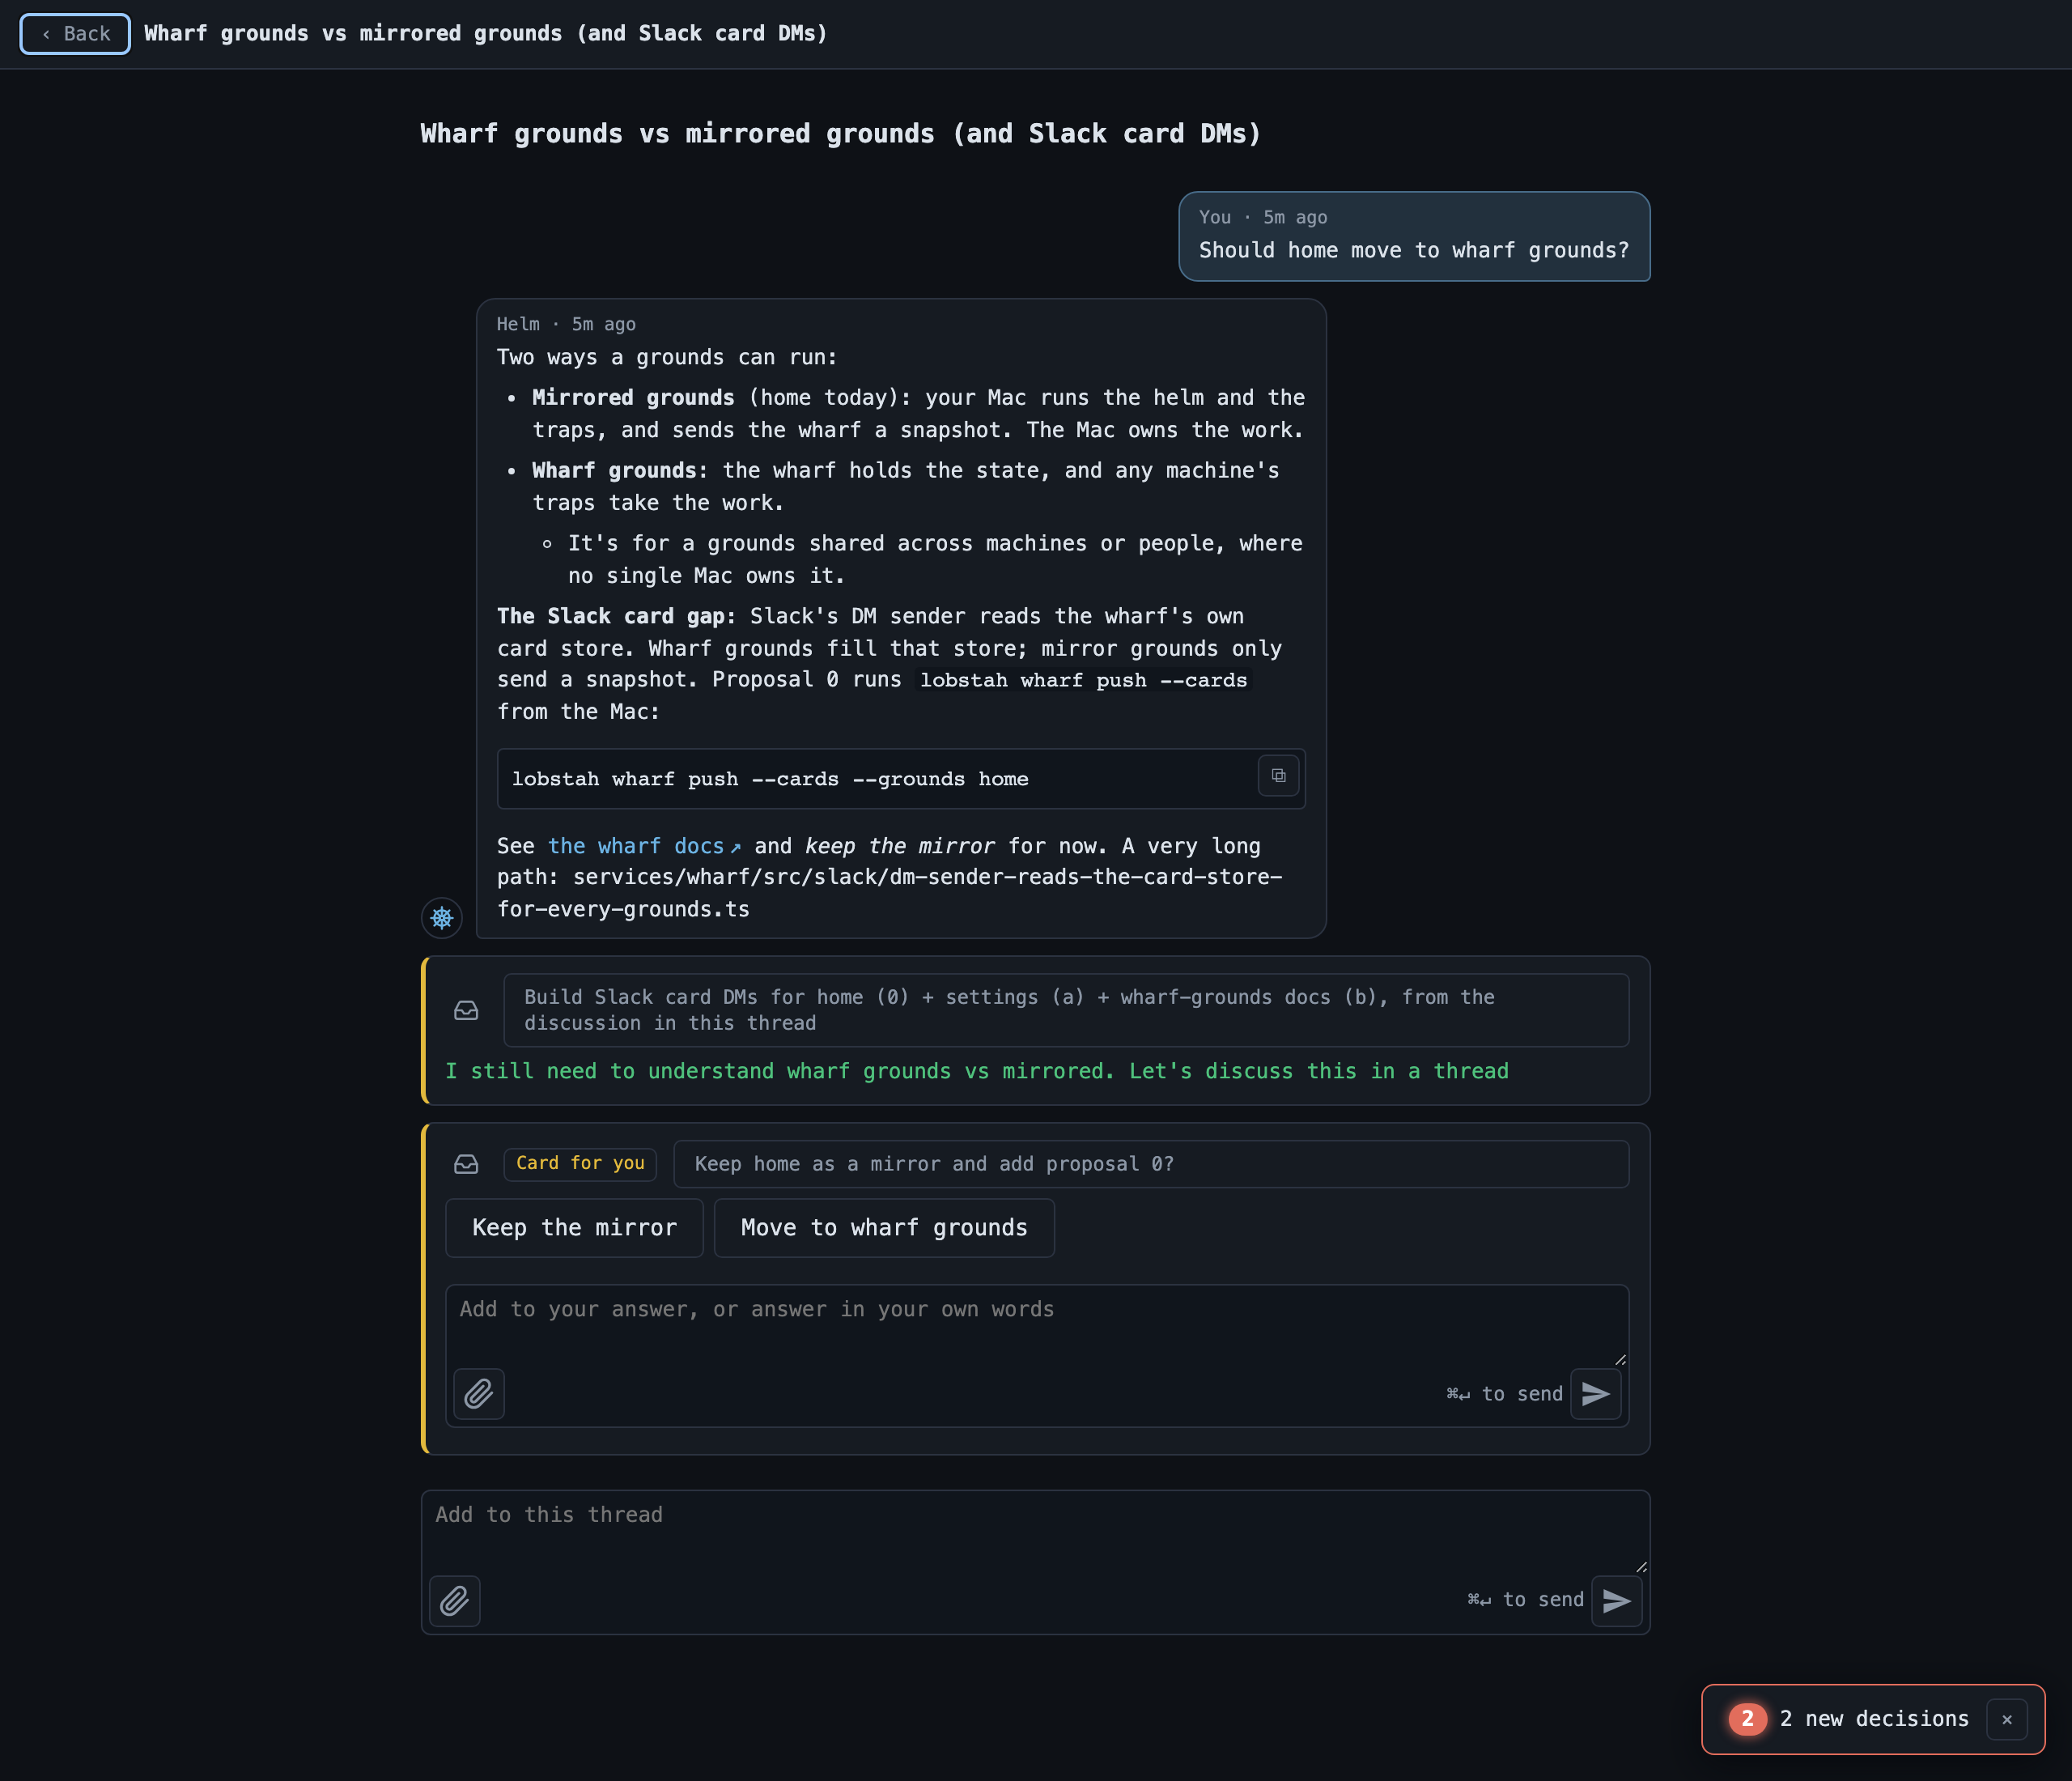 ‹ Back
Wharf grounds vs mirrored grounds (and Slack card DMs)
Wharf grounds vs mirrored grounds (and Slack card DMs)
You · 5m ago
Should home move to wharf grounds?
Helm · 5m ago
Two ways a grounds can run:
• Mirrored grounds (home today): your Mac runs the helm and the
traps, and sends the wharf a snapshot. The Mac owns the work.
• Wharf grounds: the wharf holds the state, and any machine's
traps take the work.
◦ It's for a grounds shared across machines or people, where
no single Mac owns it.
The Slack card gap: Slack's DM sender reads the wharf's own
card store. Wharf grounds fill that store; mirror grounds only
send a snapshot. Proposal 0 runs lobstah wharf push --cards
from the Mac:
lobstah wharf push --cards --grounds home
See the wharf docs↗ and keep the mirror for now. A very long
path: services/wharf/src/slack/dm-sender-reads-the-card-store-
for-every-grounds.ts
Build Slack card DMs for home (0) + settings (a) + wharf-grounds docs (b), from the
discussion in this thread
I still need to understand wharf grounds vs mirrored. Let's discuss this in a thread
Card for you
Keep home as a mirror and add proposal 0?
Keep the mirror
Move to wharf grounds
Add to your answer, or answer in your own words
⌘↵ to send
Add to this thread
⌘↵ to send
2
2 new decisions
×